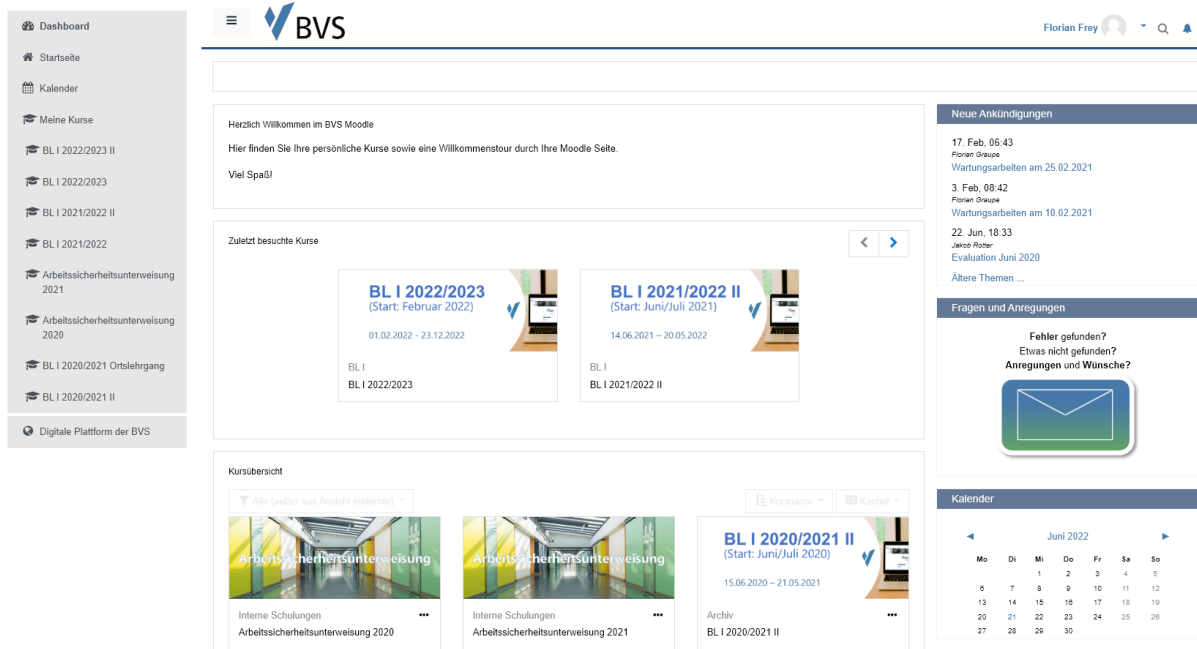 Dashboard
Startseite
Kalender
Meine Kurse
BL I 2022/2023 II
BL I 2022/2023
BL I 2021/2022 II
BL I 2021/2022
Arbeitssicherheitsunterweisung
2021
Arbeitssicherheitsunterweisung
2020
BL I 2020/2021 Ortslehrgang
BL I 2020/2021 II
Digitale Plattform der BVS
BVS
Florian Frey
Herzlich Willkommen im BVS Moodle
Hier finden Sie Ihre persönliche Kurse sowie eine Willkommenstour durch Ihre Moodle Seite.
Viel Spaß!
Zuletzt besuchte Kurse
BL I 2022/2023
(Start: Februar 2022)
01.02.2022 - 23.12.2022
BL I
BL I 2022/2023
BL I 2021/2022 II
(Start: Juni/Juli 2021)
14.06.2021 – 20.05.2022
BL I
BL I 2021/2022 II
Kursübersicht
Alle (außer aus Ansicht entfernte)
Kursname
Kachel
Arbeitssicherheitsunterweisung
Interne Schulungen
Arbeitssicherheitsunterweisung 2020
Arbeitssicherheitsunterweisung
Interne Schulungen
Arbeitssicherheitsunterweisung 2021
BL I 2020/2021 II
(Start: Juni/Juli 2020)
15.06.2020 – 21.05.2021
Archiv
BL I 2020/2021 II
Neue Ankündigungen
17. Feb, 06:43
Florian Graupe
Wartungsarbeiten am 25.02.2021
3. Feb, 08:42
Florian Graupe
Wartungsarbeiten am 10.02.2021
22. Jun, 18:33
Jakob Rotter
Evaluation Juni 2020
Ältere Themen ...
Fragen und Anregungen
Fehler gefunden?
Etwas nicht gefunden?
Anregungen und Wünsche?
Kalender
◄ Juni 2022 ►
Mo Di Mi Do Fr Sa So
1 2 3 4 5
6 7 8 9 10 11 12
13 14 15 16 17 18 19
20 21 22 23 24 25 26
27 28 29 30